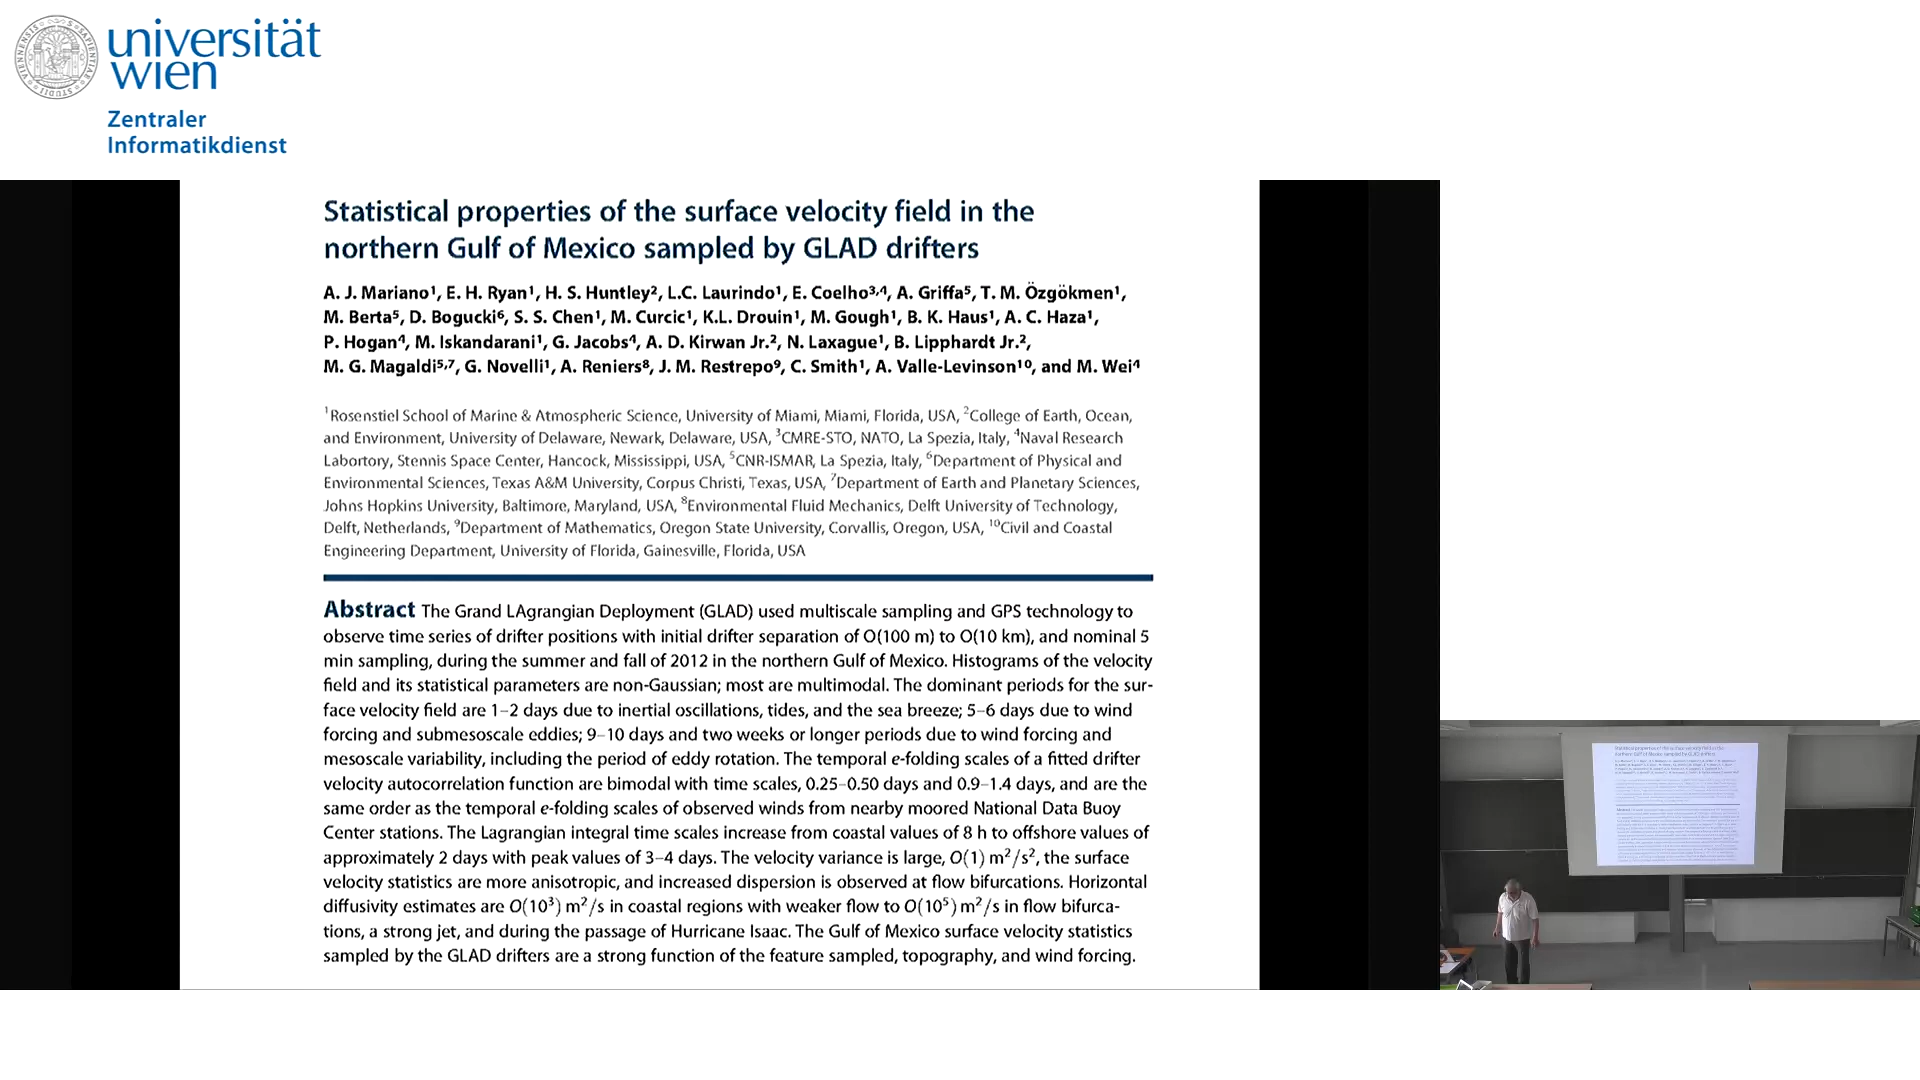 universität
wien
Zentraler
Informatikdienst
Statistical properties of the surface velocity field in the
northern Gulf of Mexico sampled by GLAD drifters
A. J. Mariano¹, E. H. Ryan¹, H. S. Huntley², L.C. Laurindo¹, E. Coelho³,⁴, A. Griffa⁵, T. M. Özgökmen¹,
M. Berta⁵, D. Bogucki⁶, S. S. Chen¹, M. Curcic¹, K.L. Drouin¹, M. Gough¹, B. K. Haus¹, A. C. Haza¹,
P. Hogan⁴, M. Iskandarani¹, G. Jacobs⁴, A. D. Kirwan Jr.², N. Laxague¹, B. Lipphardt Jr.²,
M. G. Magaldi⁵,⁷, G. Novelli¹, A. Reniers⁸, J. M. Restrepo⁹, C. Smith¹, A. Valle-Levinson¹⁰, and M. Wei⁴
¹Rosenstiel School of Marine & Atmospheric Science, University of Miami, Miami, Florida, USA, ²College of Earth, Ocean,
and Environment, University of Delaware, Newark, Delaware, USA, ³CMRE-STO, NATO, La Spezia, Italy, ⁴Naval Research
Labortory, Stennis Space Center, Hancock, Mississippi, USA, ⁵CNR-ISMAR, La Spezia, Italy, ⁶Department of Physical and
Environmental Sciences, Texas A&M University, Corpus Christi, Texas, USA, ⁷Department of Earth and Planetary Sciences,
Johns Hopkins University, Baltimore, Maryland, USA, ⁸Environmental Fluid Mechanics, Delft University of Technology,
Delft, Netherlands, ⁹Department of Mathematics, Oregon State University, Corvallis, Oregon, USA, ¹⁰Civil and Coastal
Engineering Department, University of Florida, Gainesville, Florida, USA
Abstract The Grand LAgrangian Deployment (GLAD) used multiscale sampling and GPS technology to
observe time series of drifter positions with initial drifter separation of O(100 m) to O(10 km), and nominal 5
min sampling, during the summer and fall of 2012 in the northern Gulf of Mexico. Histograms of the velocity
field and its statistical parameters are non-Gaussian; most are multimodal. The dominant periods for the sur-
face velocity field are 1–2 days due to inertial oscillations, tides, and the sea breeze; 5–6 days due to wind
forcing and submesoscale eddies; 9–10 days and two weeks or longer periods due to wind forcing and
mesoscale variability, including the period of eddy rotation. The temporal e-folding scales of a fitted drifter
velocity autocorrelation function are bimodal with time scales, 0.25–0.50 days and 0.9–1.4 days, and are the
same order as the temporal e-folding scales of observed winds from nearby moored National Data Buoy
Center stations. The Lagrangian integral time scales increase from coastal values of 8 h to offshore values of
approximately 2 days with peak values of 3–4 days. The velocity variance is large, O(1) m²/s², the surface
velocity statistics are more anisotropic, and increased dispersion is observed at flow bifurcations. Horizontal
diffusivity estimates are O(10³) m²/s in coastal regions with weaker flow to O(10⁵) m²/s in flow bifurca-
tions, a strong jet, and during the passage of Hurricane Isaac. The Gulf of Mexico surface velocity statistics
sampled by the GLAD drifters are a strong function of the feature sampled, topography, and wind forcing.